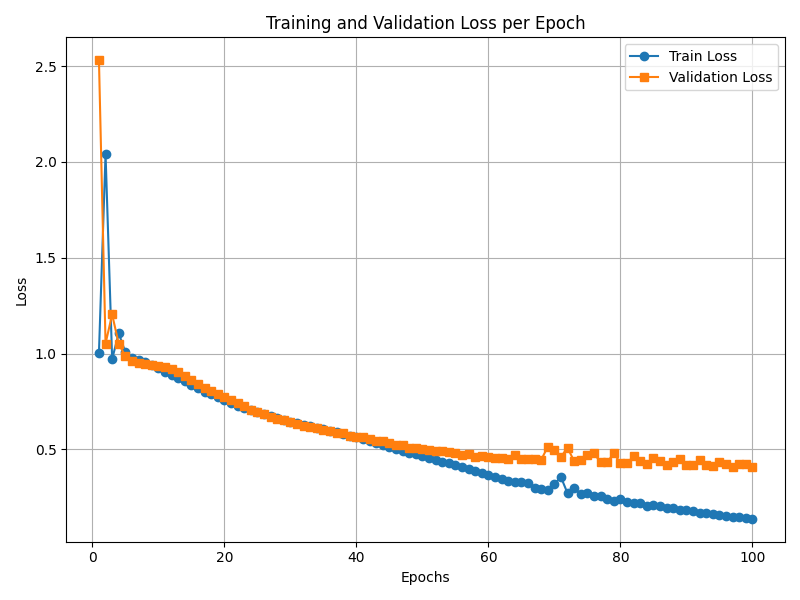 Training and Validation Loss per Epoch
Train Loss
Validation Loss
2.5
2.0
1.5
1.0
0.5
Loss
0 20 40 60 80 100
Epochs